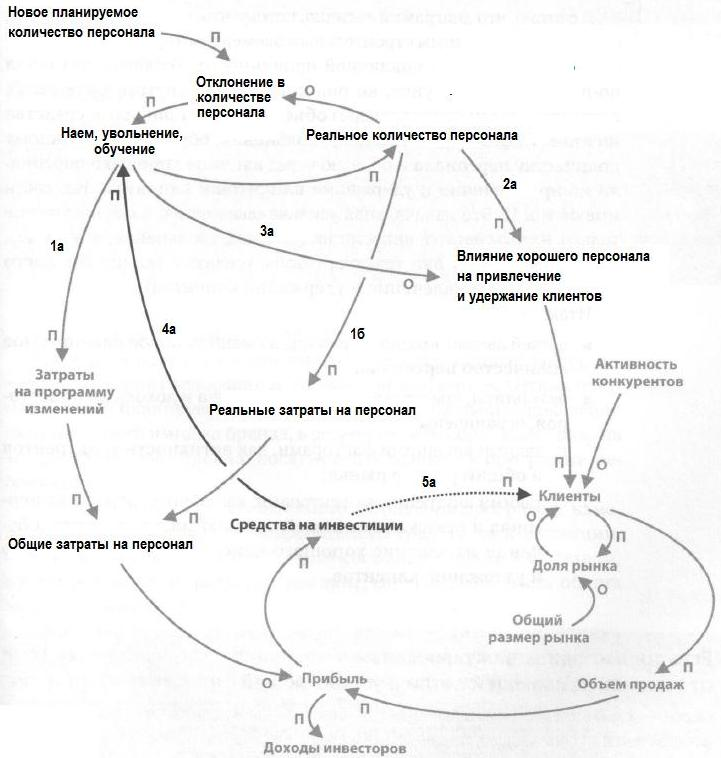 Новое планируемое
количество персонала
П
Отклонение в
количестве
персонала
П
О
Наем, увольнение,
обучение
Реальное количество персонала
П
П
П
2а
1а
3а
П
Влияние хорошего персонала
на привлечение
и удержание клиентов
О
4а
1б
П
П
Затраты
на программу
изменений
Активность
конкурентов
Реальные затраты на персонал
П
О
5а
П
Клиенты
П
П
Средства на инвестиции
Общие затраты на персонал
П
П
Доля рынка
О
Общий
размер рынка
П
О
Прибыль
Объем продаж
П
П
Доходы инвесторов